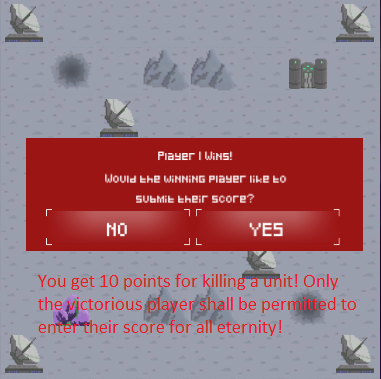 Player 1 Wins!
Would the winning player like to
submit their score?
NO YES
You get 10 points for killing a unit! Only
the victorious player shall be permitted to
enter their score for all eternity!